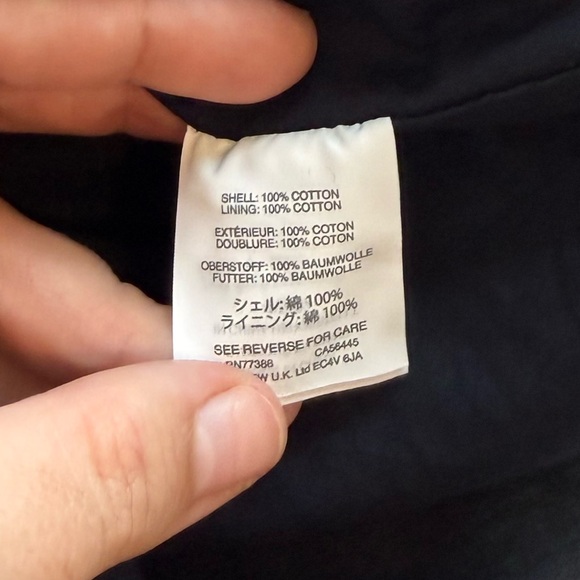 SHELL: 100% COTTON
LINING: 100% COTTON
EXTÉRIEUR: 100% COTON
DOUBLURE: 100% COTON
OBERSTOFF: 100% BAUMWOLLE
FUTTER: 100% BAUMWOLLE
シェル: 綿 100%
ライニング: 綿 100%
SEE REVERSE FOR CARE
RN77388 CA56445
U.K. Ltd EC4V 6JA